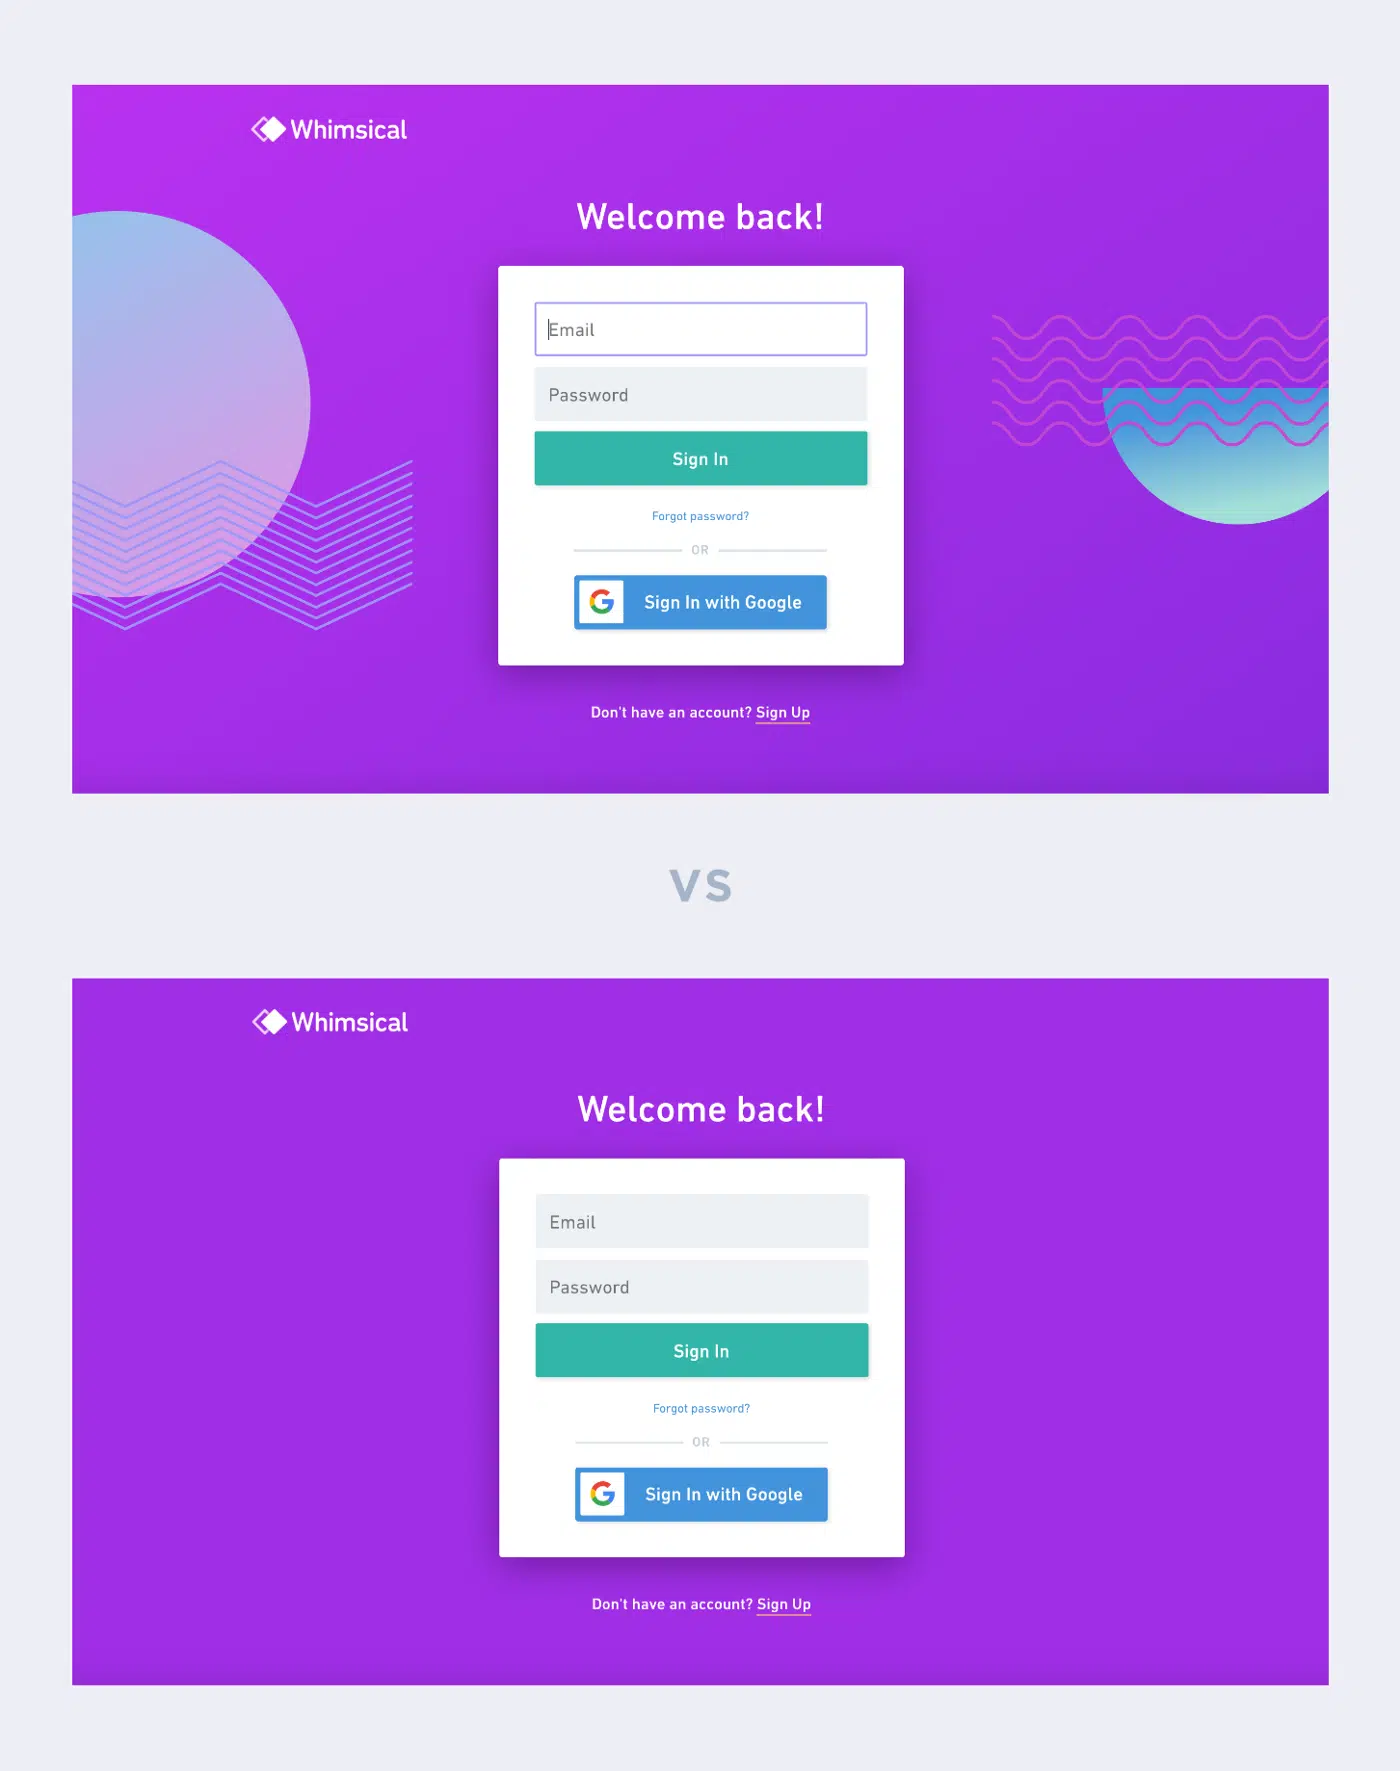 Whimsical
Welcome back!
Email
Password
Sign In
Forgot password?
OR
G Sign In with Google
Don't have an account? Sign Up
VS
Whimsical
Welcome back!
Email
Password
Sign In
Forgot password?
OR
G Sign In with Google
Don't have an account? Sign Up